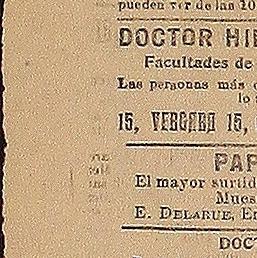 pueden ver de las 10
DOCTOR HI
Facultades de
Las personas más
lo
15, VERGARA 15,
PAP
El mayor surtid
Mues
E. DELARUE, En
DOCT